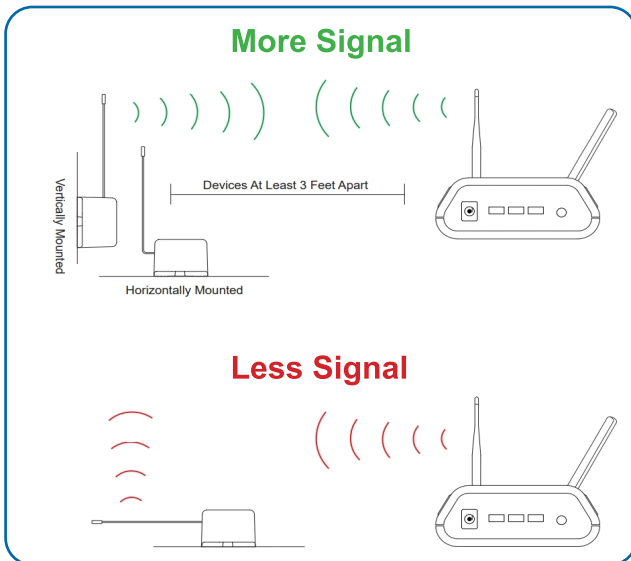 More Signal
Devices At Least 3 Feet Apart
Vertically Mounted
Horizontally Mounted
Less Signal